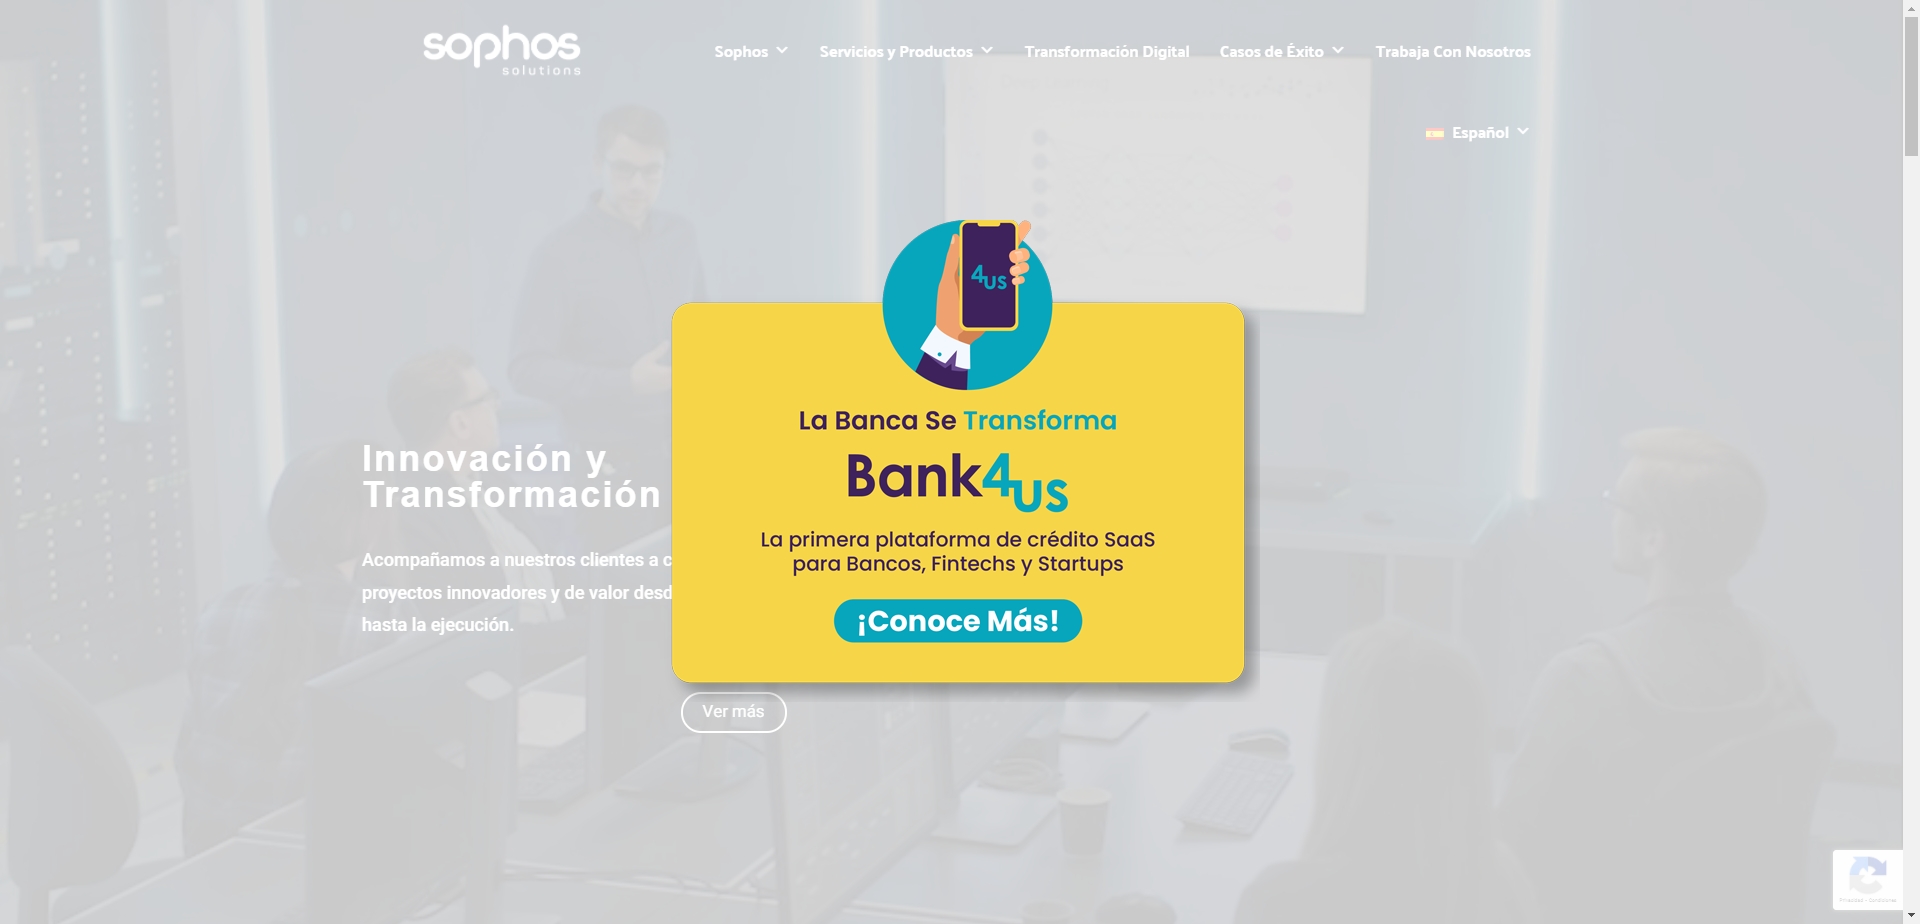 sophos
solutions
Sophos
Servicios y Productos
Transformación Digital
Casos de Éxito
Trabaja Con Nosotros
Español
4us
La Banca Se Transforma
Bank4us
La primera plataforma de crédito SaaS
para Bancos, Fintechs y Startups
¡Conoce Más!
Innovación y
Transformación
Acompañamos a nuestros clientes a c
proyectos innovadores y de valor desd
hasta la ejecución.
Ver más